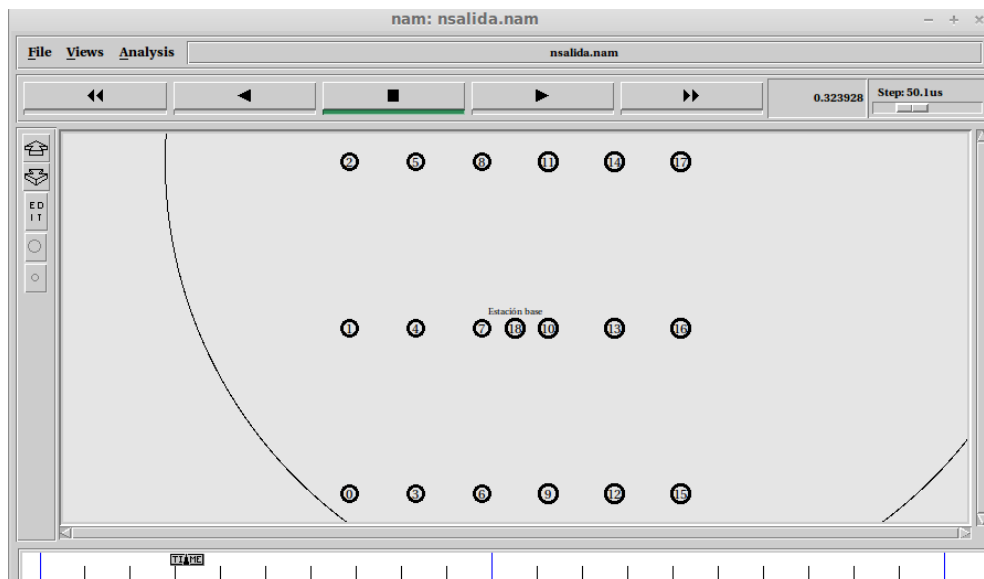 nam: nsalida.nam
File Views Analysis nsalida.nam
0.323928 Step: 50.1us
ED
IT
2 5 8 11 14 17
Estación base
1 4 7 18 10 13 16
0 3 6 9 12 15
TIME